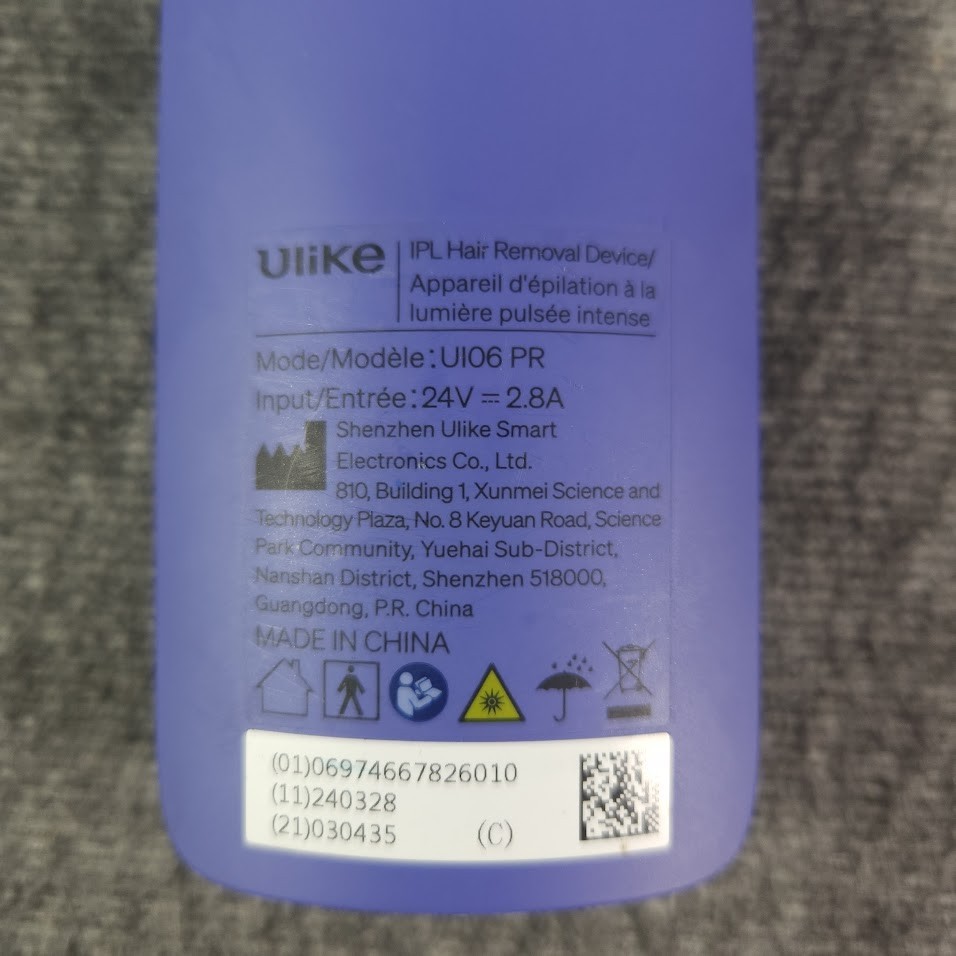 Ulike
IPL Hair Removal Device/
Appareil d'épilation à la
lumière pulsée intense
Mode/Modèle:UI06 PR
Input/Entrée:24V ⎓ 2.8A
Shenzhen Ulike Smart
Electronics Co., Ltd.
810, Building 1, Xunmei Science and
Technology Plaza, No. 8 Keyuan Road, Science
Park Community, Yuehai Sub-District,
Nanshan District, Shenzhen 518000,
Guangdong, P.R. China
MADE IN CHINA
(01)06974667826010
(11)240328
(21)030435 (C)